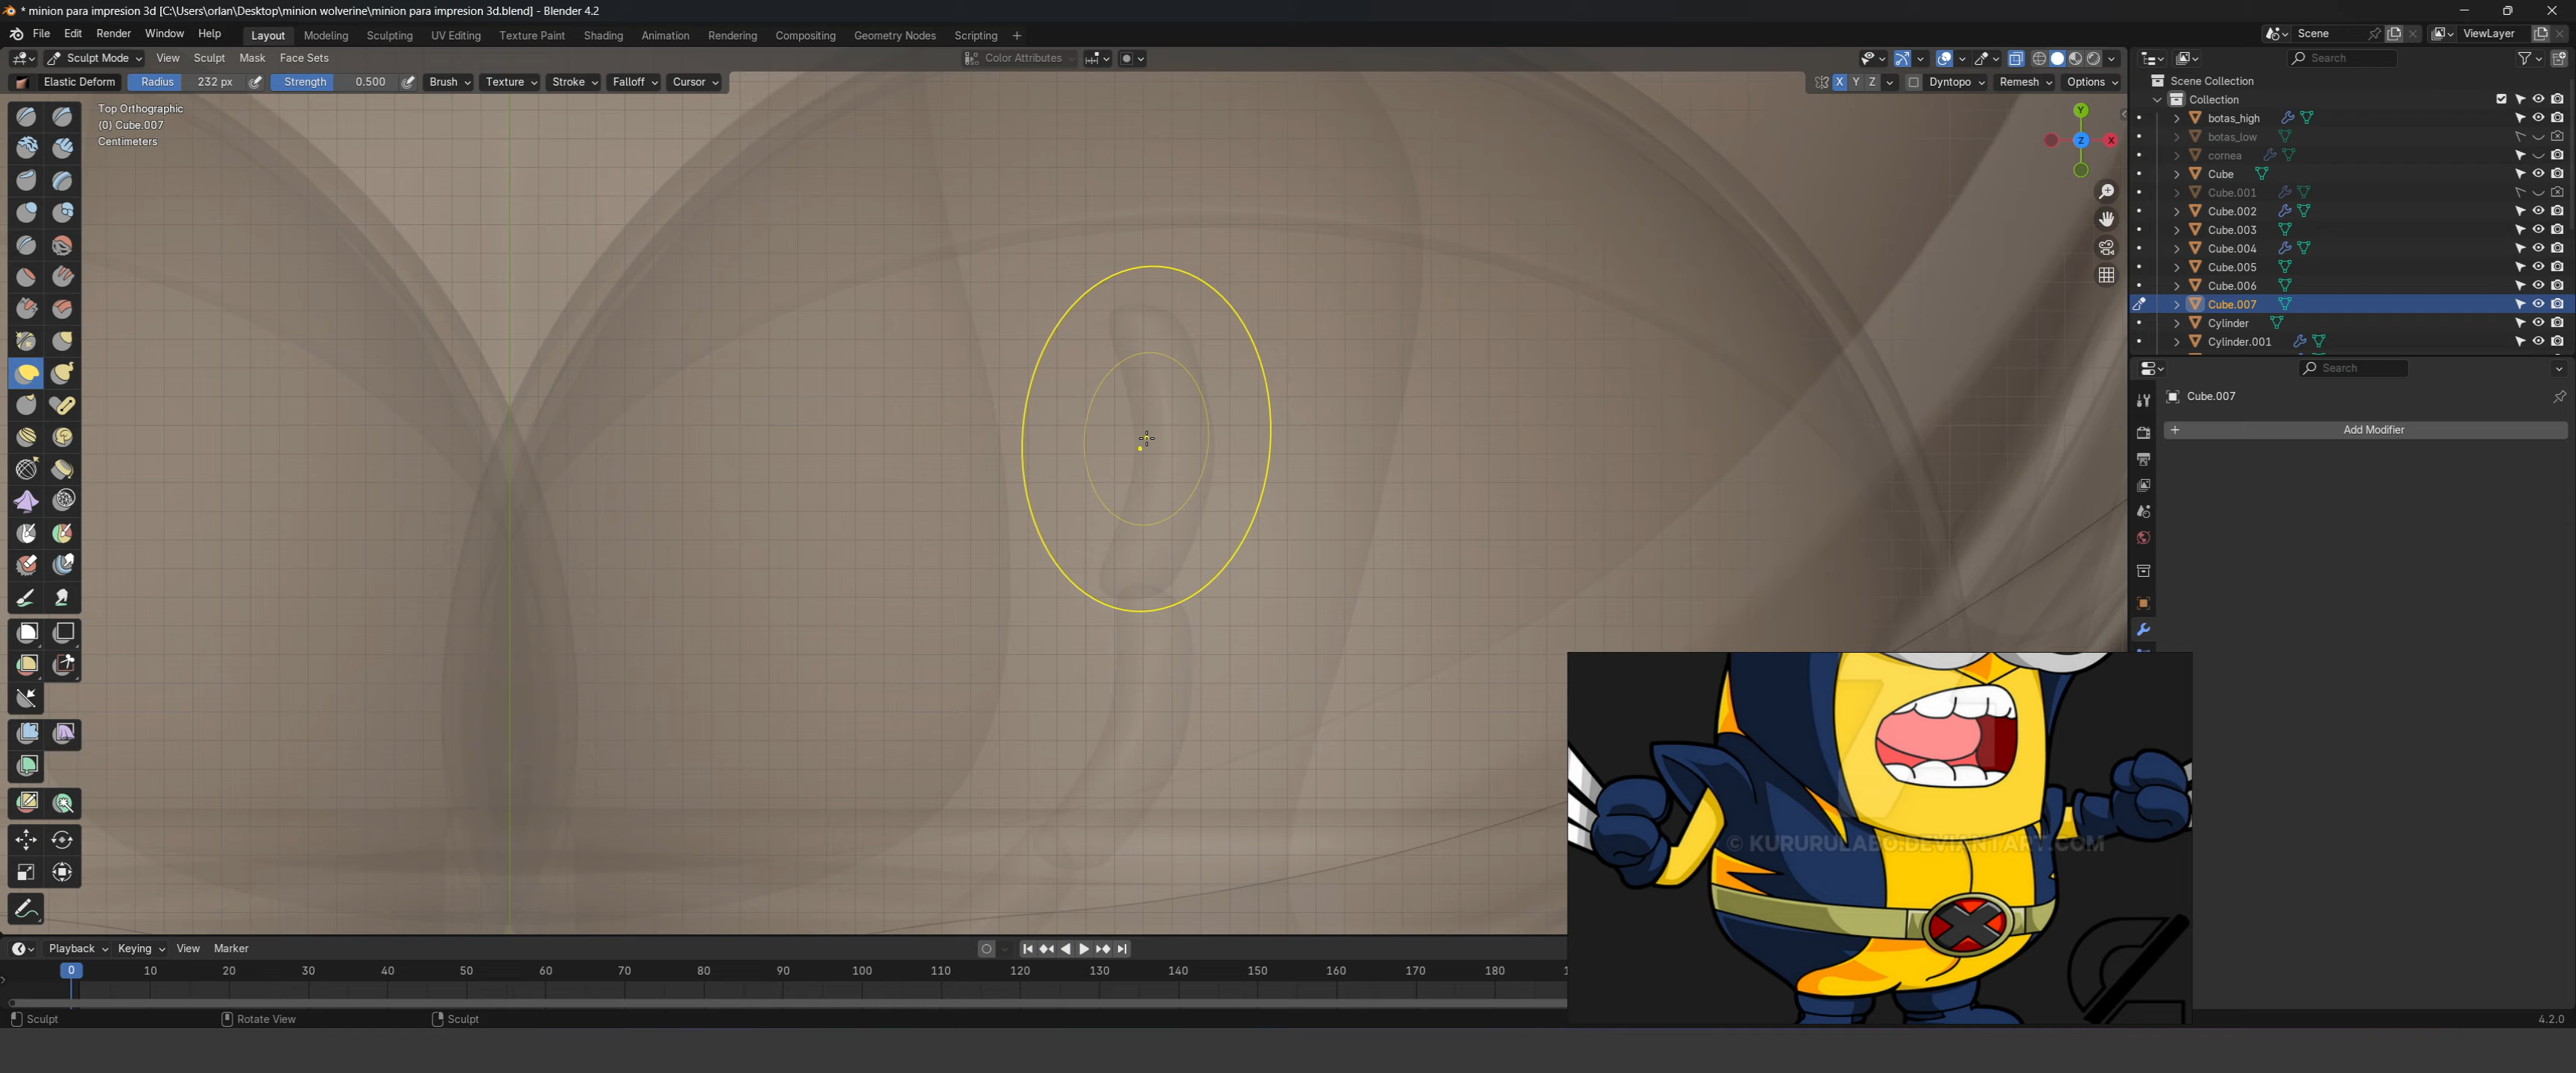 * minion para impresion 3d [C:\Users\orlan\Desktop\minion wolverine\minion para impresion 3d.blend] - Blender 4.2
File Edit Render Window Help Layout Modeling Sculpting UV Editing Texture Paint Shading Animation Rendering Compositing Geometry Nodes Scripting + Scene ViewLayer
Sculpt Mode View Sculpt Mask Face Sets Color Attributes Search
Elastic Deform Radius 232 px Strength 0.500 Brush Texture Stroke Falloff Cursor X Y Z Dyntopo Remesh Options
Top Orthographic
(0) Cube.007
Centimeters
Y
Z
X
Scene Collection
Collection
botas_high
botas_low
cornea
Cube
Cube.001
Cube.002
Cube.003
Cube.004
Cube.005
Cube.006
Cube.007
Cylinder
Cylinder.001
Search
Cube.007
+ Add Modifier
© KURURULABO.DEVIANTART.COM
Playback Keying View Marker
0 10 20 30 40 50 60 70 80 90 100 110 120 130 140 150 160 170 180
Sculpt Rotate View Sculpt 4.2.0